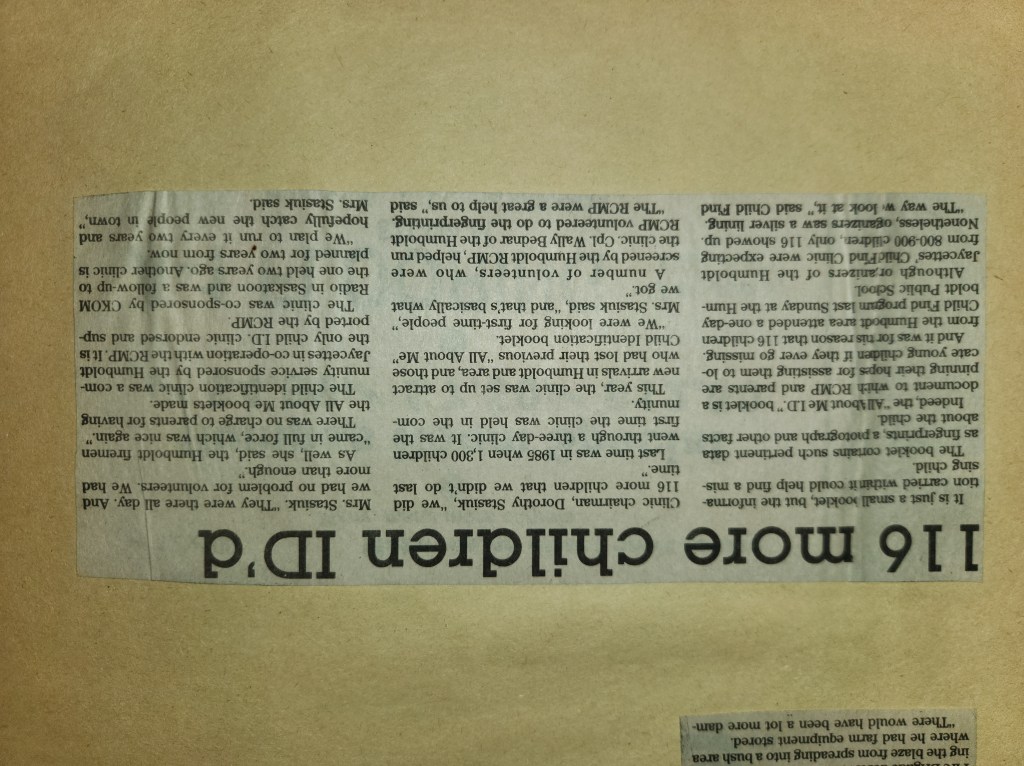 116 more children ID'd
It is just a small booklet, but the informa-
tion carried within it could help find a mis-
sing child.
The booklet contains such pertinent data
as fingerprints, a photograph and other facts
about the child.
Indeed, the "All About Me I.D." booklet is a
document to which RCMP and parents are
pinning their hopes for assisting them to lo-
cate young children if they ever go missing.
And it was for this reason that 116 children
from the Humboldt area attended a one-day
Child Find program last Sunday at the Hum-
boldt Public School.
Although organizers of the Humboldt
Jaycettes, Child Find Clinic were expecting
from 800-900 children, only 116 showed up.
Nonetheless, oganizers saw a silver lining.
"The way we look at it," said Child Find
Clinic chairman, Dorothy Stasiuk, "we did
116 more children that we didn't do last
time."
Last time was in 1985 when 1,300 children
went through a three-day clinic. It was the
first time the clinic was held in the com-
munity.
This year, the clinic was set up to attract
new arrivals in Humboldt and area, and those
who had lost their previous "All About Me"
Child Identification booklet.
"We were looking for first-time people,"
Mrs. Stasiuk said, "and that's basically what
we got."
A number of volunteers, who were
screened by the Humboldt RCMP, helped run
the clinic. Cpl. Wally Bednar of the Humboldt
RCMP volunteered to do the fingerprinting.
"The RCMP were a great help to us," said
Mrs. Stasiuk. "They were there all day. And
we had no problem for volunteers. We had
more than enough."
As well, she said, the Humboldt firemen
"came in full force, which was nice again."
There was no charge to parents for having
the All About Me booklets made.
The child identification clinic was a com-
munity service sponsored by the Humboldt
Jaycettes in co-operation with the RCMP. It is
the only child I.D. clinic endorsed and sup-
ported by the RCMP.
The clinic was co-sponsored by CKOM
Radio in Saskatoon and was a follow-up to
the one held two years ago. Another clinic is
planned for two years from now.
"We plan to run it every two years and
hopefully catch the new people in town,"
Mrs. Stasiuk said.
ing the blaze from spreading into a bush area
where he had farm equipment stored.
"There would have been a lot more dam-